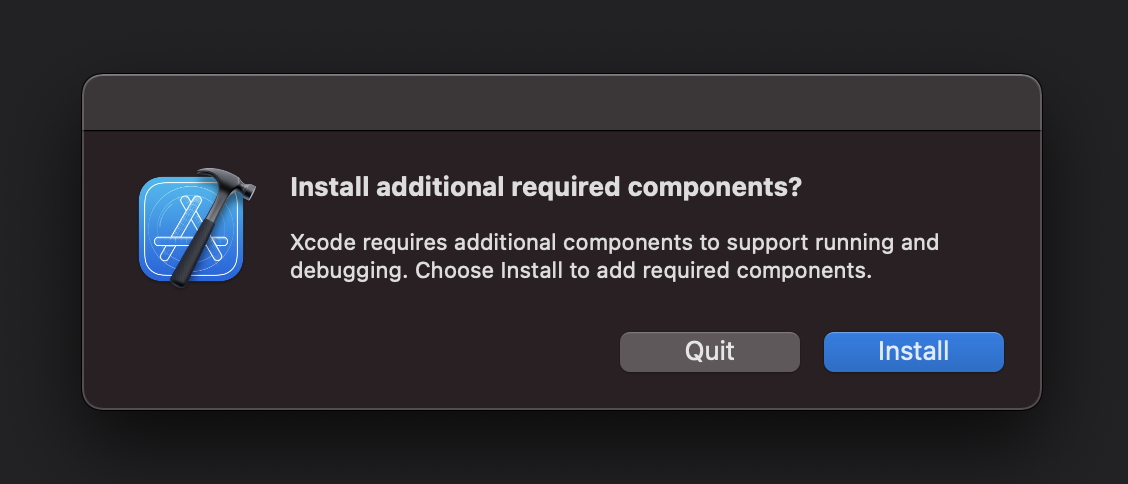 Install additional required components?
Xcode requires additional components to support running and
debugging. Choose Install to add required components.
Quit
Install